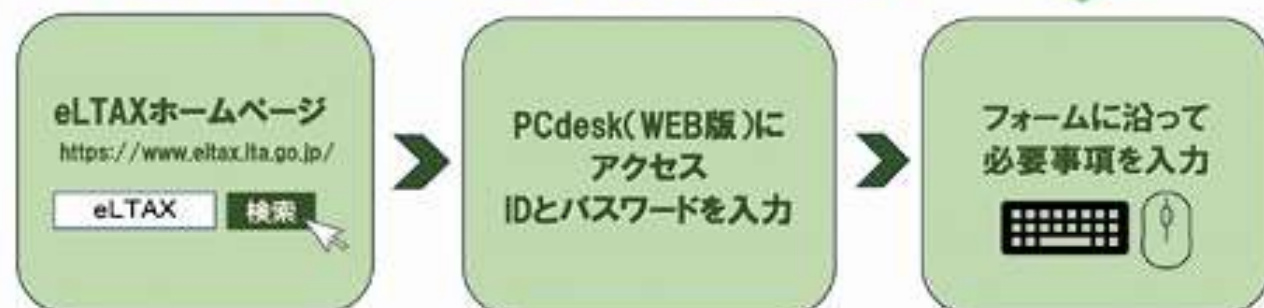 eLTAXホームページ
https://www.eltax.lta.go.jp/
eLTAX 検索
PCdesk(WEB版)に
アクセス
IDとパスワードを入力
フォームに沿って
必要事項を入力